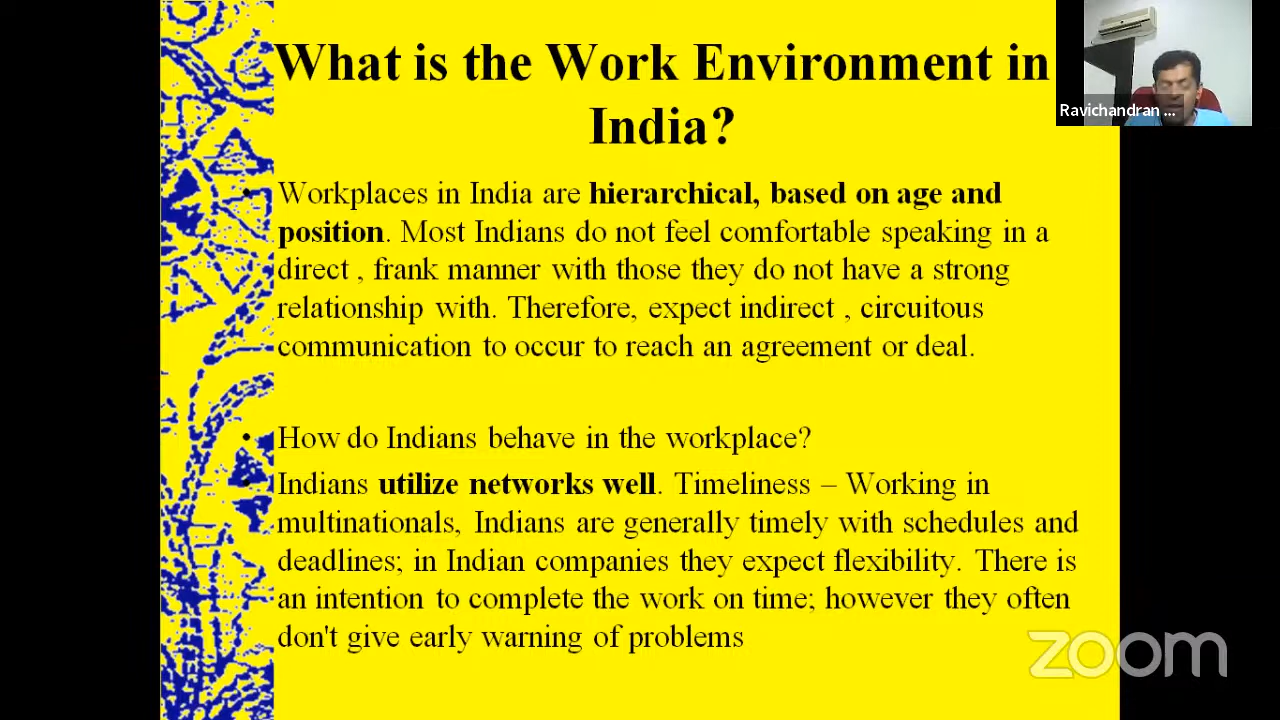 What is the Work Environment in
India?
Ravichandran ...
• Workplaces in India are hierarchical, based on age and
position. Most Indians do not feel comfortable speaking in a
direct , frank manner with those they do not have a strong
relationship with. Therefore, expect indirect , circuitous
communication to occur to reach an agreement or deal.
• How do Indians behave in the workplace?
• Indians utilize networks well. Timeliness – Working in
multinationals, Indians are generally timely with schedules and
deadlines; in Indian companies they expect flexibility. There is
an intention to complete the work on time; however they often
don't give early warning of problems
zoom